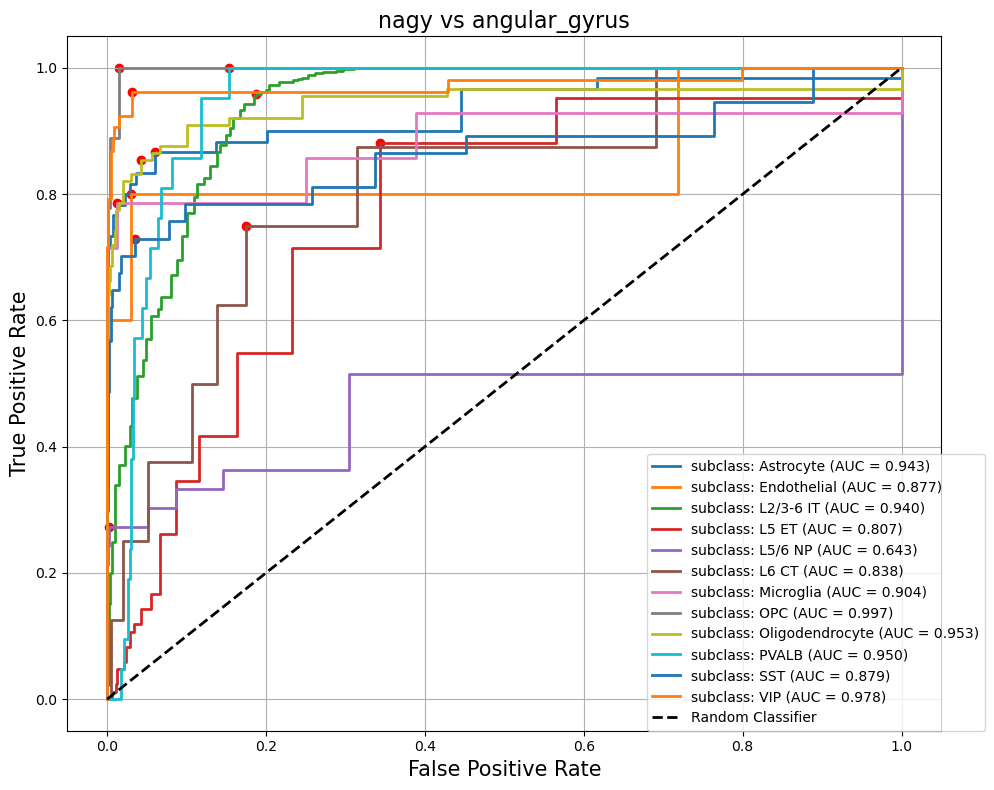 nagy vs angular_gyrus
True Positive Rate
1.0
0.8
0.6
0.4
0.2
0.0
subclass: Astrocyte (AUC = 0.943)
subclass: Endothelial (AUC = 0.877)
subclass: L2/3-6 IT (AUC = 0.940)
subclass: L5 ET (AUC = 0.807)
subclass: L5/6 NP (AUC = 0.643)
subclass: L6 CT (AUC = 0.838)
subclass: Microglia (AUC = 0.904)
subclass: OPC (AUC = 0.997)
subclass: Oligodendrocyte (AUC = 0.953)
subclass: PVALB (AUC = 0.950)
subclass: SST (AUC = 0.879)
subclass: VIP (AUC = 0.978)
Random Classifier
0.0 0.2 0.4 0.6 0.8 1.0
False Positive Rate